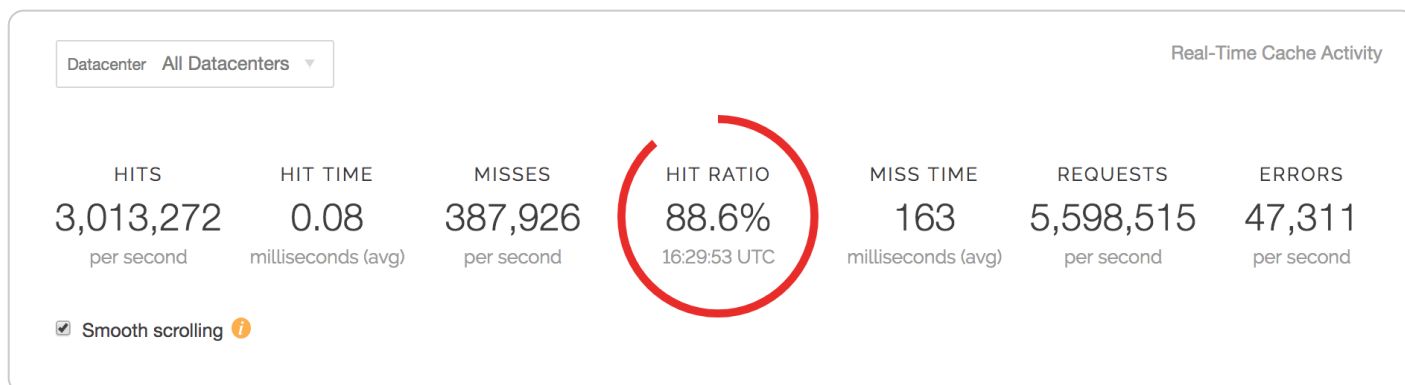 Datacenter All Datacenters
Real-Time Cache Activity
HITS
3,013,272
per second
HIT TIME
0.08
milliseconds (avg)
MISSES
387,926
per second
HIT RATIO
88.6%
16:29:53 UTC
MISS TIME
163
milliseconds (avg)
REQUESTS
5,598,515
per second
ERRORS
47,311
per second
Smooth scrolling i